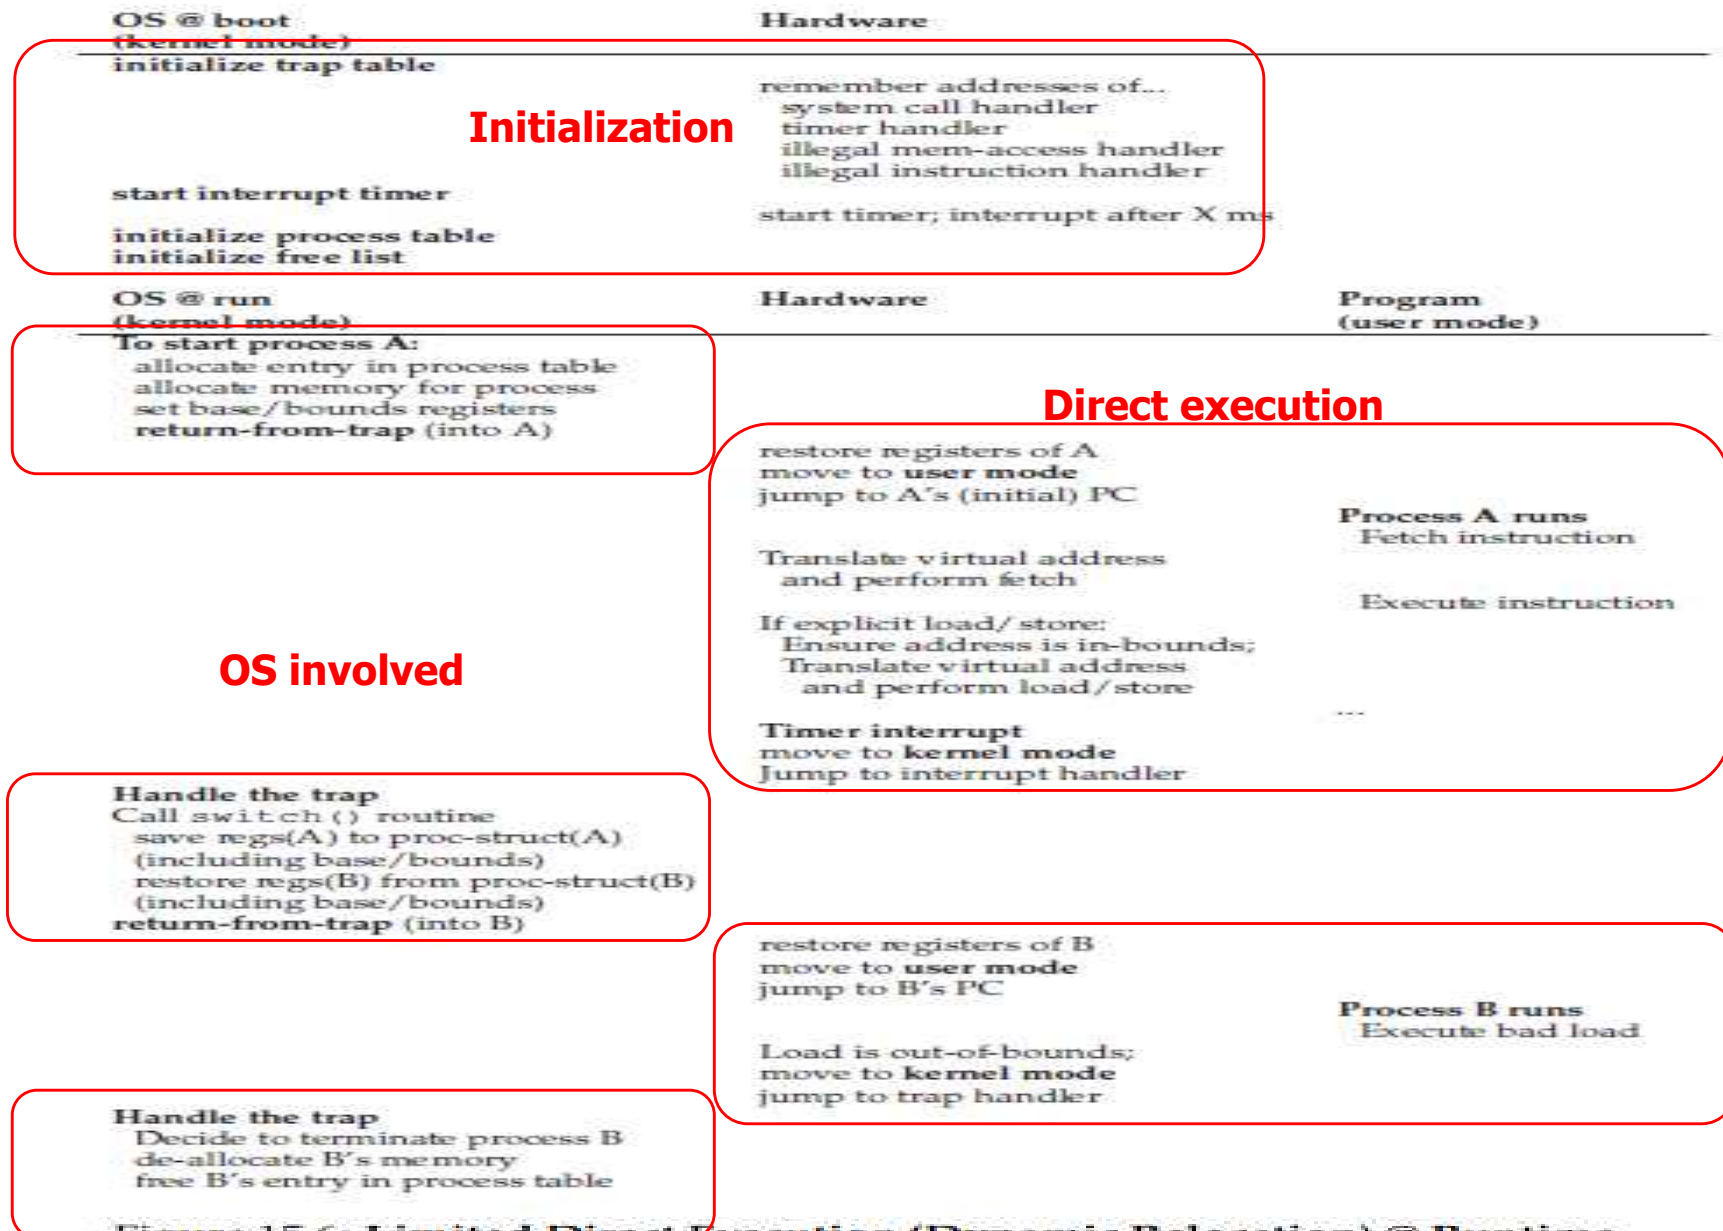 OS @ boot Hardware
(kernel mode)
initialize trap table
remember addresses of...
system call handler
timer handler
illegal mem-access handler
illegal instruction handler
Initialization
start interrupt timer
start timer; interrupt after X ms
initialize process table
initialize free list
OS @ run Hardware Program
(kernel mode) (user mode)
To start process A:
allocate entry in process table
allocate memory for process
set base/bounds registers
return-from-trap (into A)
Direct execution
restore registers of A
move to user mode
jump to A's (initial) PC
Process A runs
Fetch instruction
Translate virtual address
and perform fetch
Execute instruction
If explicit load/store:
Ensure address is in-bounds;
Translate virtual address
and perform load/store
OS involved
...
Timer interrupt
move to kernel mode
Jump to interrupt handler
Handle the trap
Call switch() routine
save regs(A) to proc-struct(A)
(including base/bounds)
restore regs(B) from proc-struct(B)
(including base/bounds)
return-from-trap (into B)
restore registers of B
move to user mode
jump to B's PC
Process B runs
Execute bad load
Load is out-of-bounds;
move to kernel mode
jump to trap handler
Handle the trap
Decide to terminate process B
de-allocate B's memory
free B's entry in process table
Limited Direct Execution (Dynamic Relocation) @ Runtime